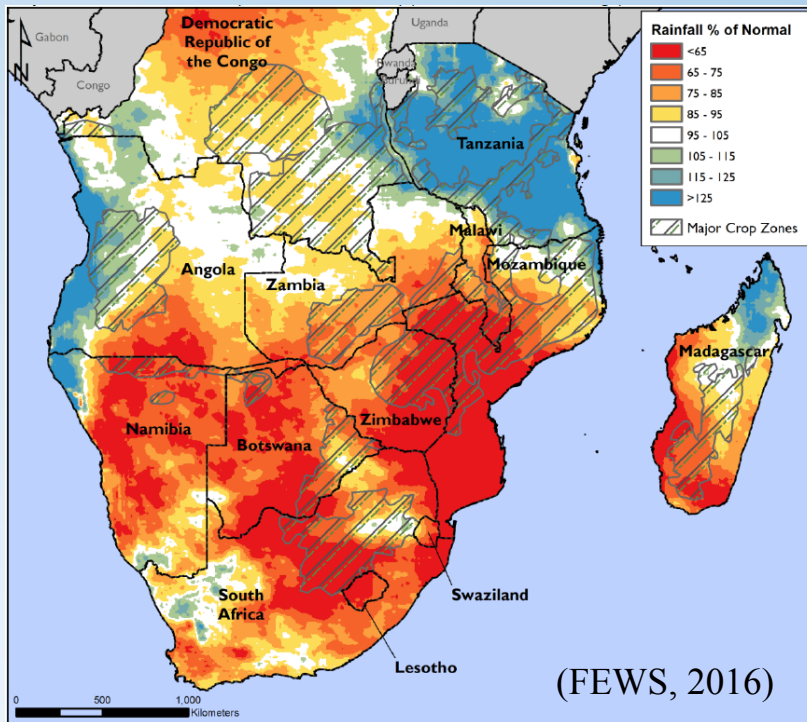 Democratic
Republic of
the Congo
Uganda
Gabon
Congo
Rwanda
N
Tanzania
Malawi
Mozambique
Angola
Zambia
Madagascar
Namibia
Botswana
Zimbabwe
South
Africa
Swaziland
Lesotho
Rainfall % of Normal
<65
65 - 75
75 - 85
85 - 95
95 - 105
105 - 115
115 - 125
>125
Major Crop Zones
0 500 1,000
Kilometers
(FEWS, 2016)